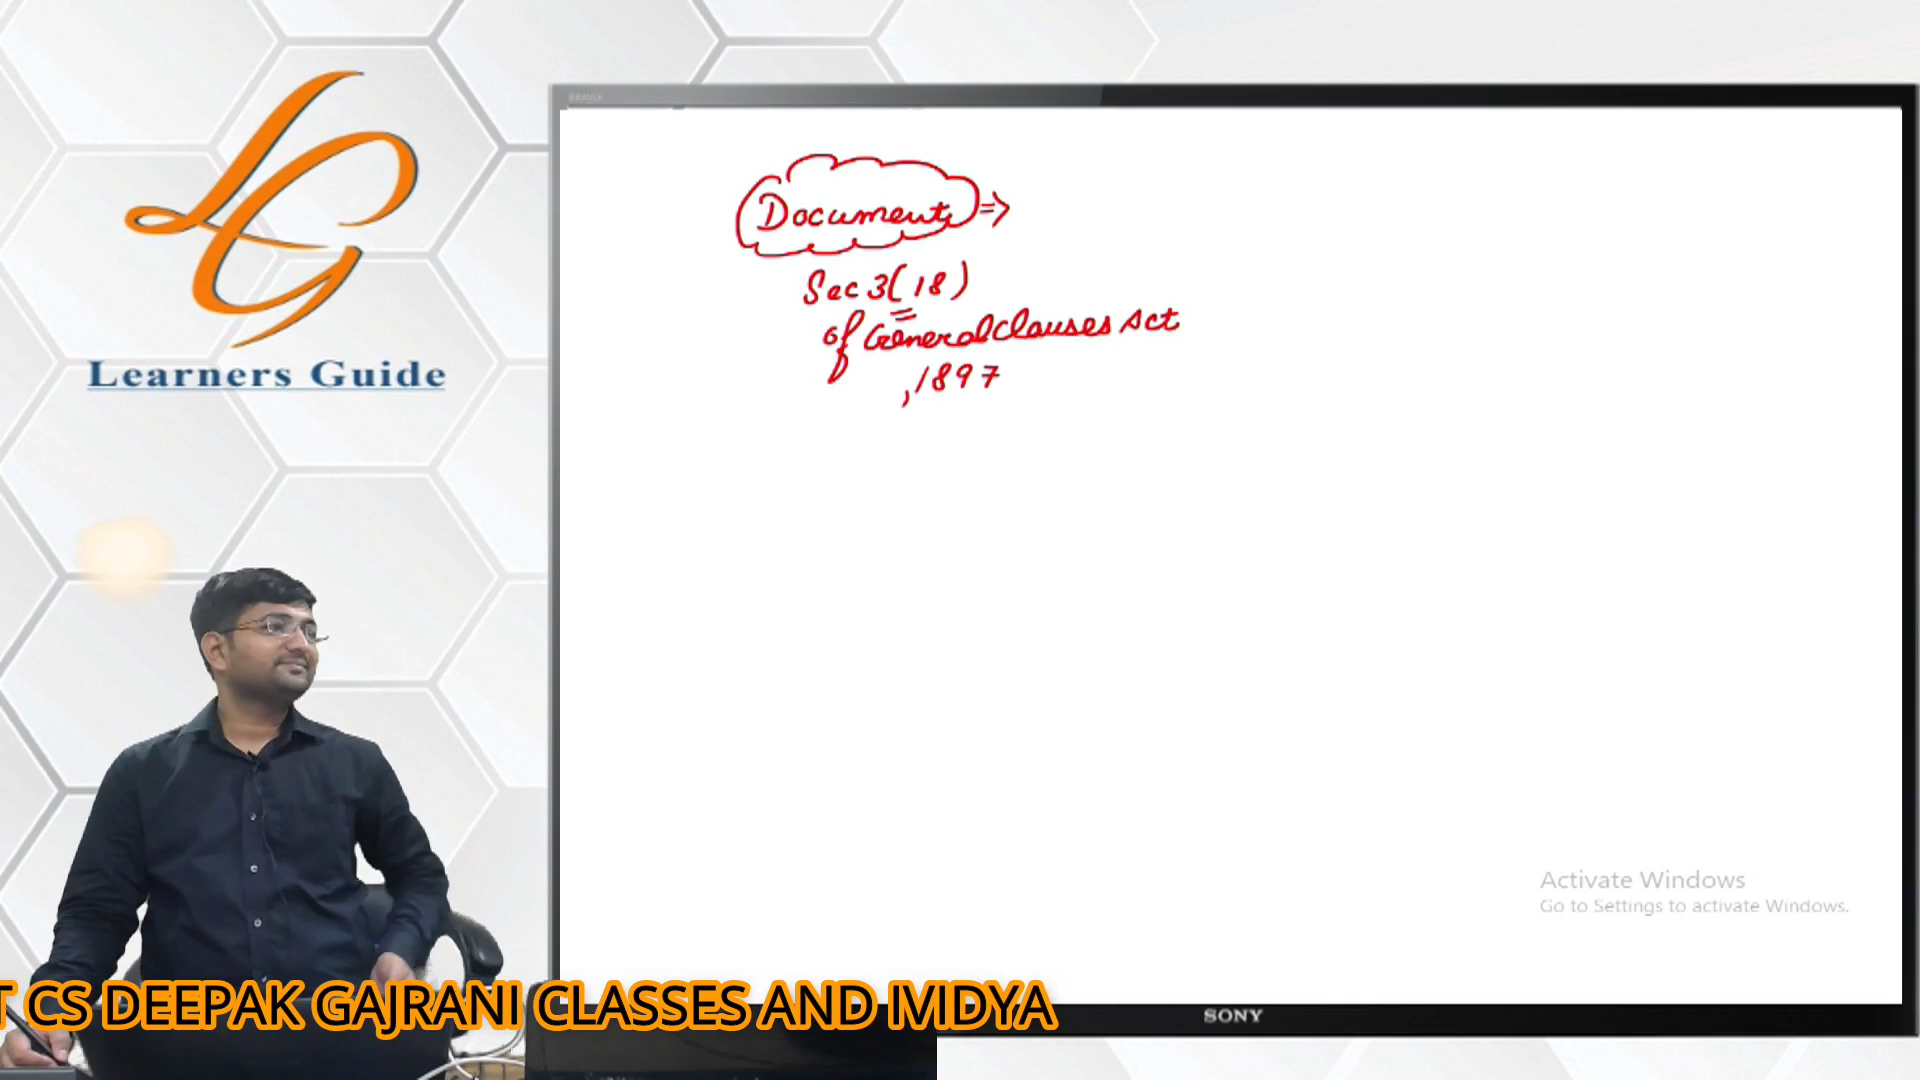 Learners Guide
Document ⇒
Sec 3(18)
of General Clauses Act
, 1897
Activate Windows
Go to Settings to activate Windows.
T CS DEEPAK GAJRANI CLASSES AND IVIDYA
SONY